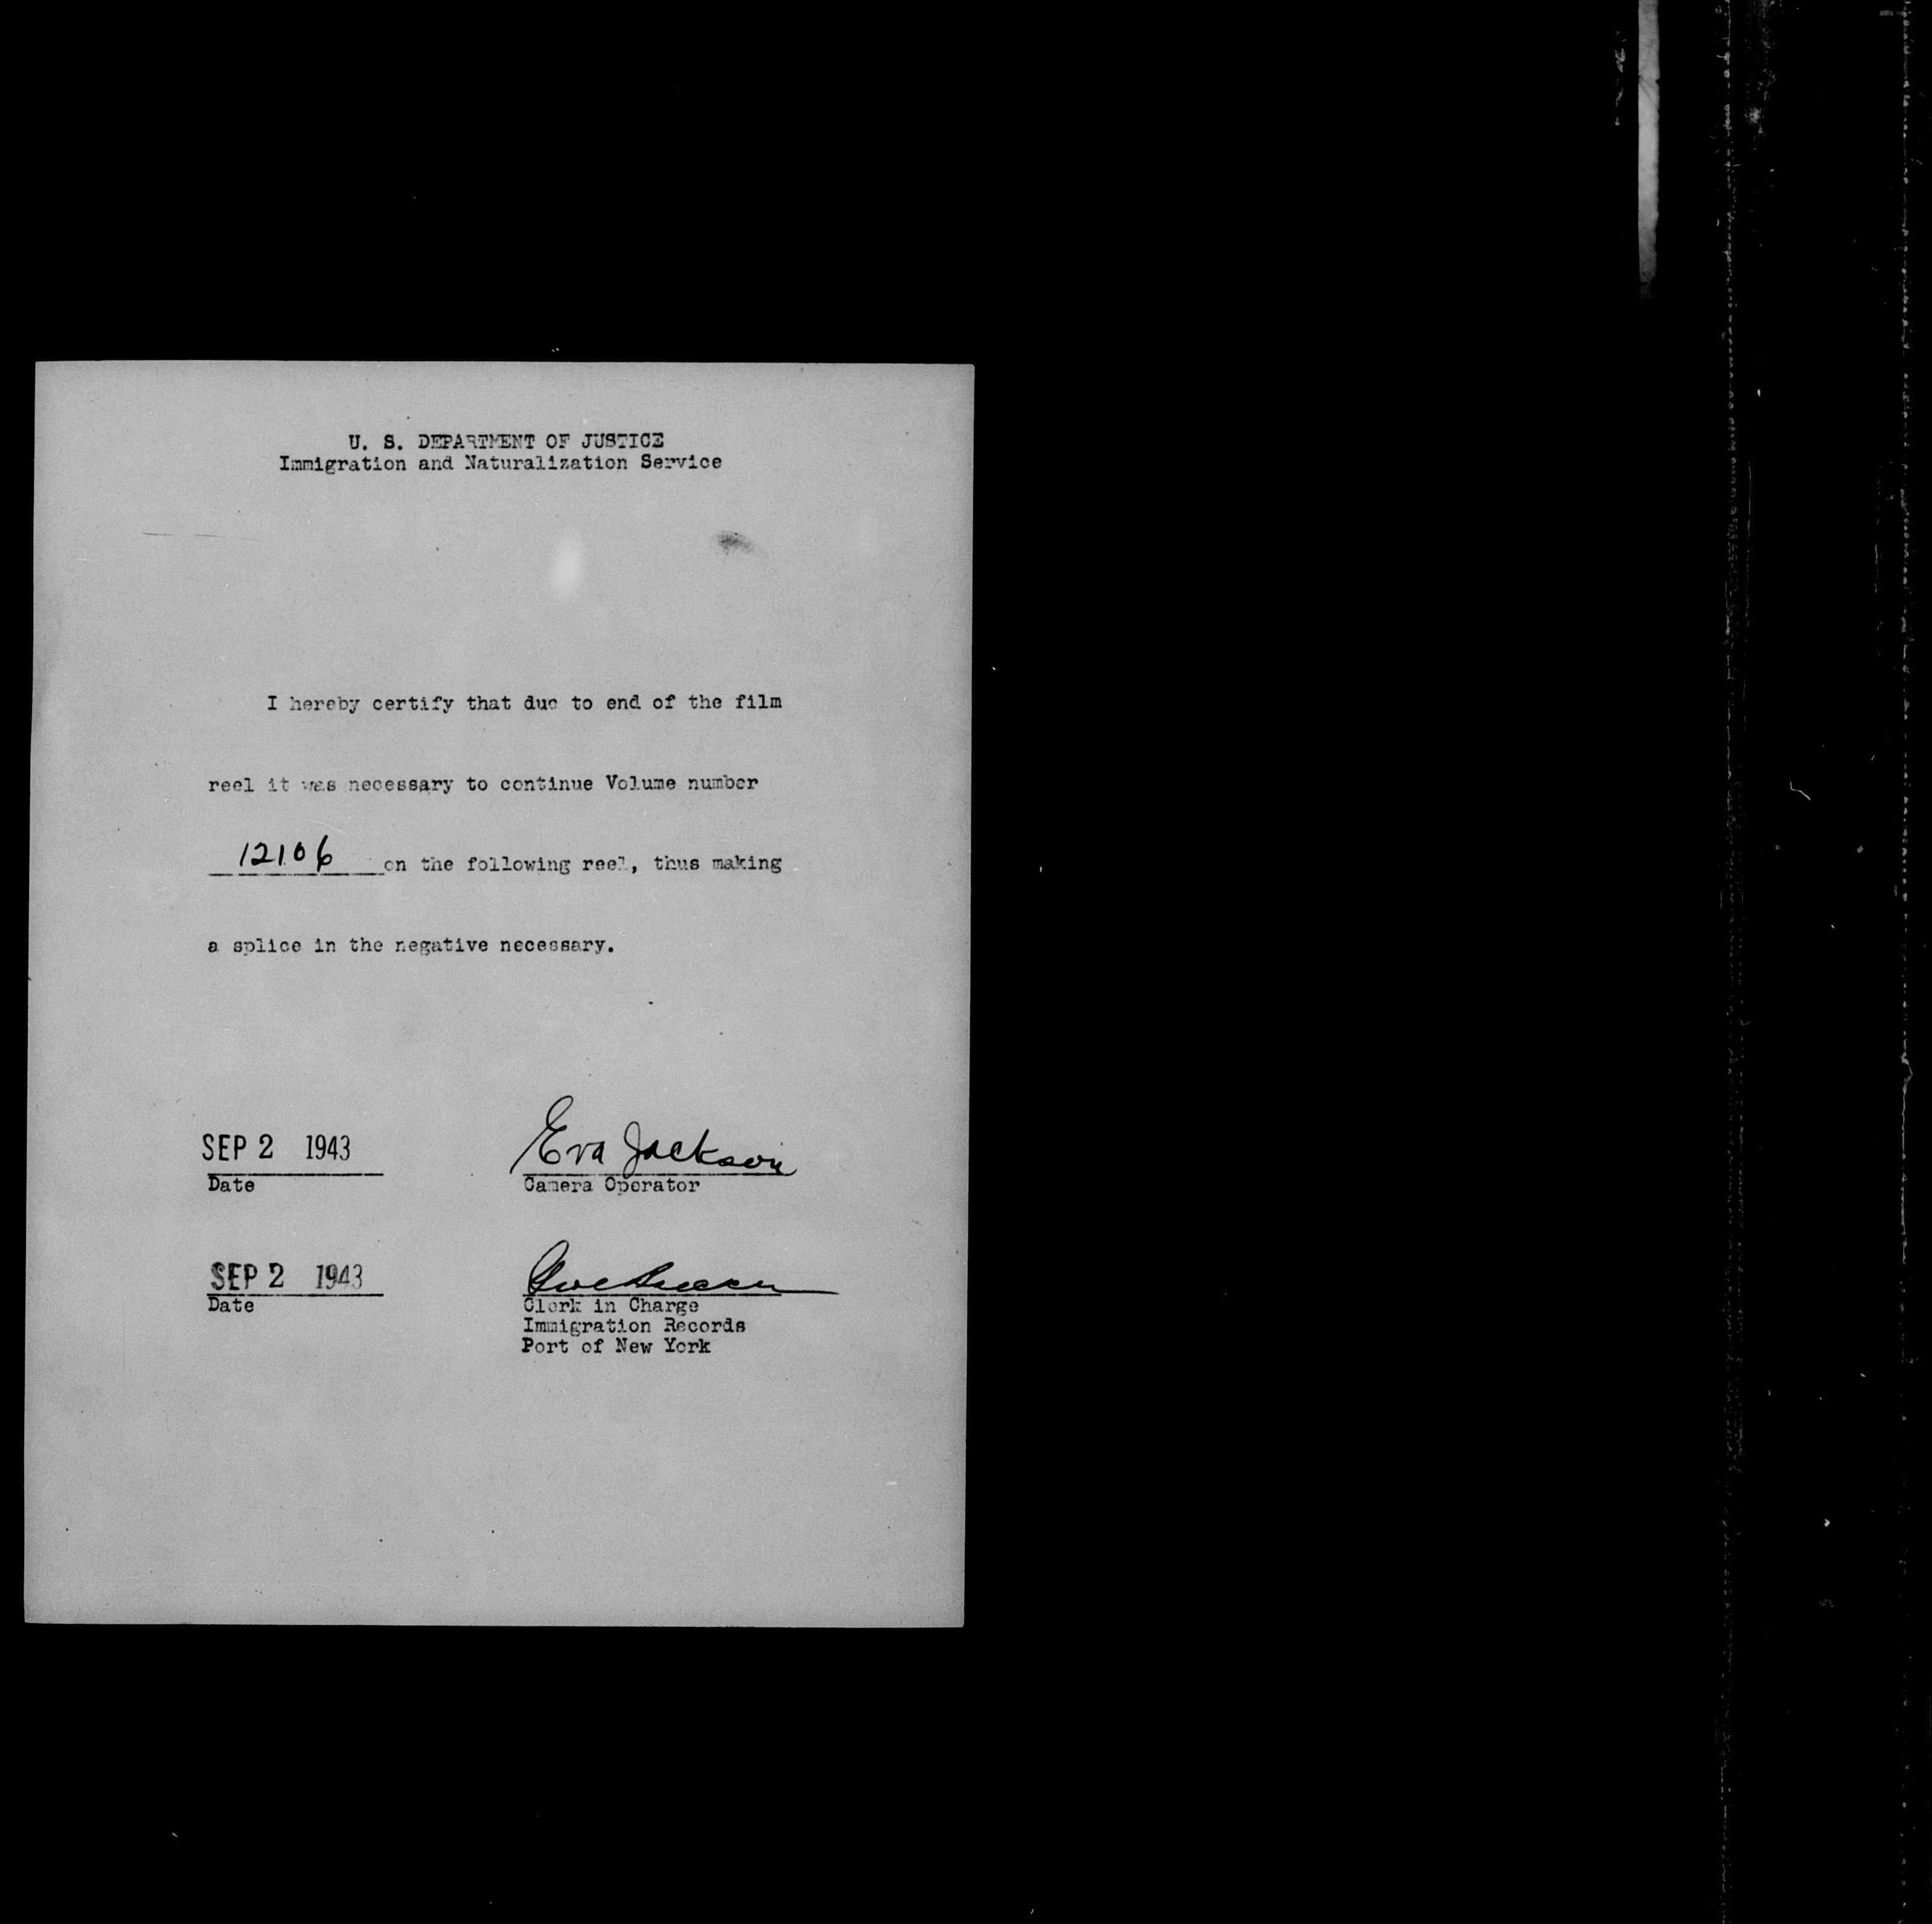 U. S. DEPARTMENT OF JUSTICE
Immigration and Naturalization Service
I hereby certify that due to end of the film
reel it was necessary to continue Volume number
12106 on the following reel, thus making
a splice in the negative necessary.
SEP 2 1943
Date
Eva Jackson
Camera Operator
SEP 2 1943
Date
Clerk in Charge
Immigration Records
Port of New York